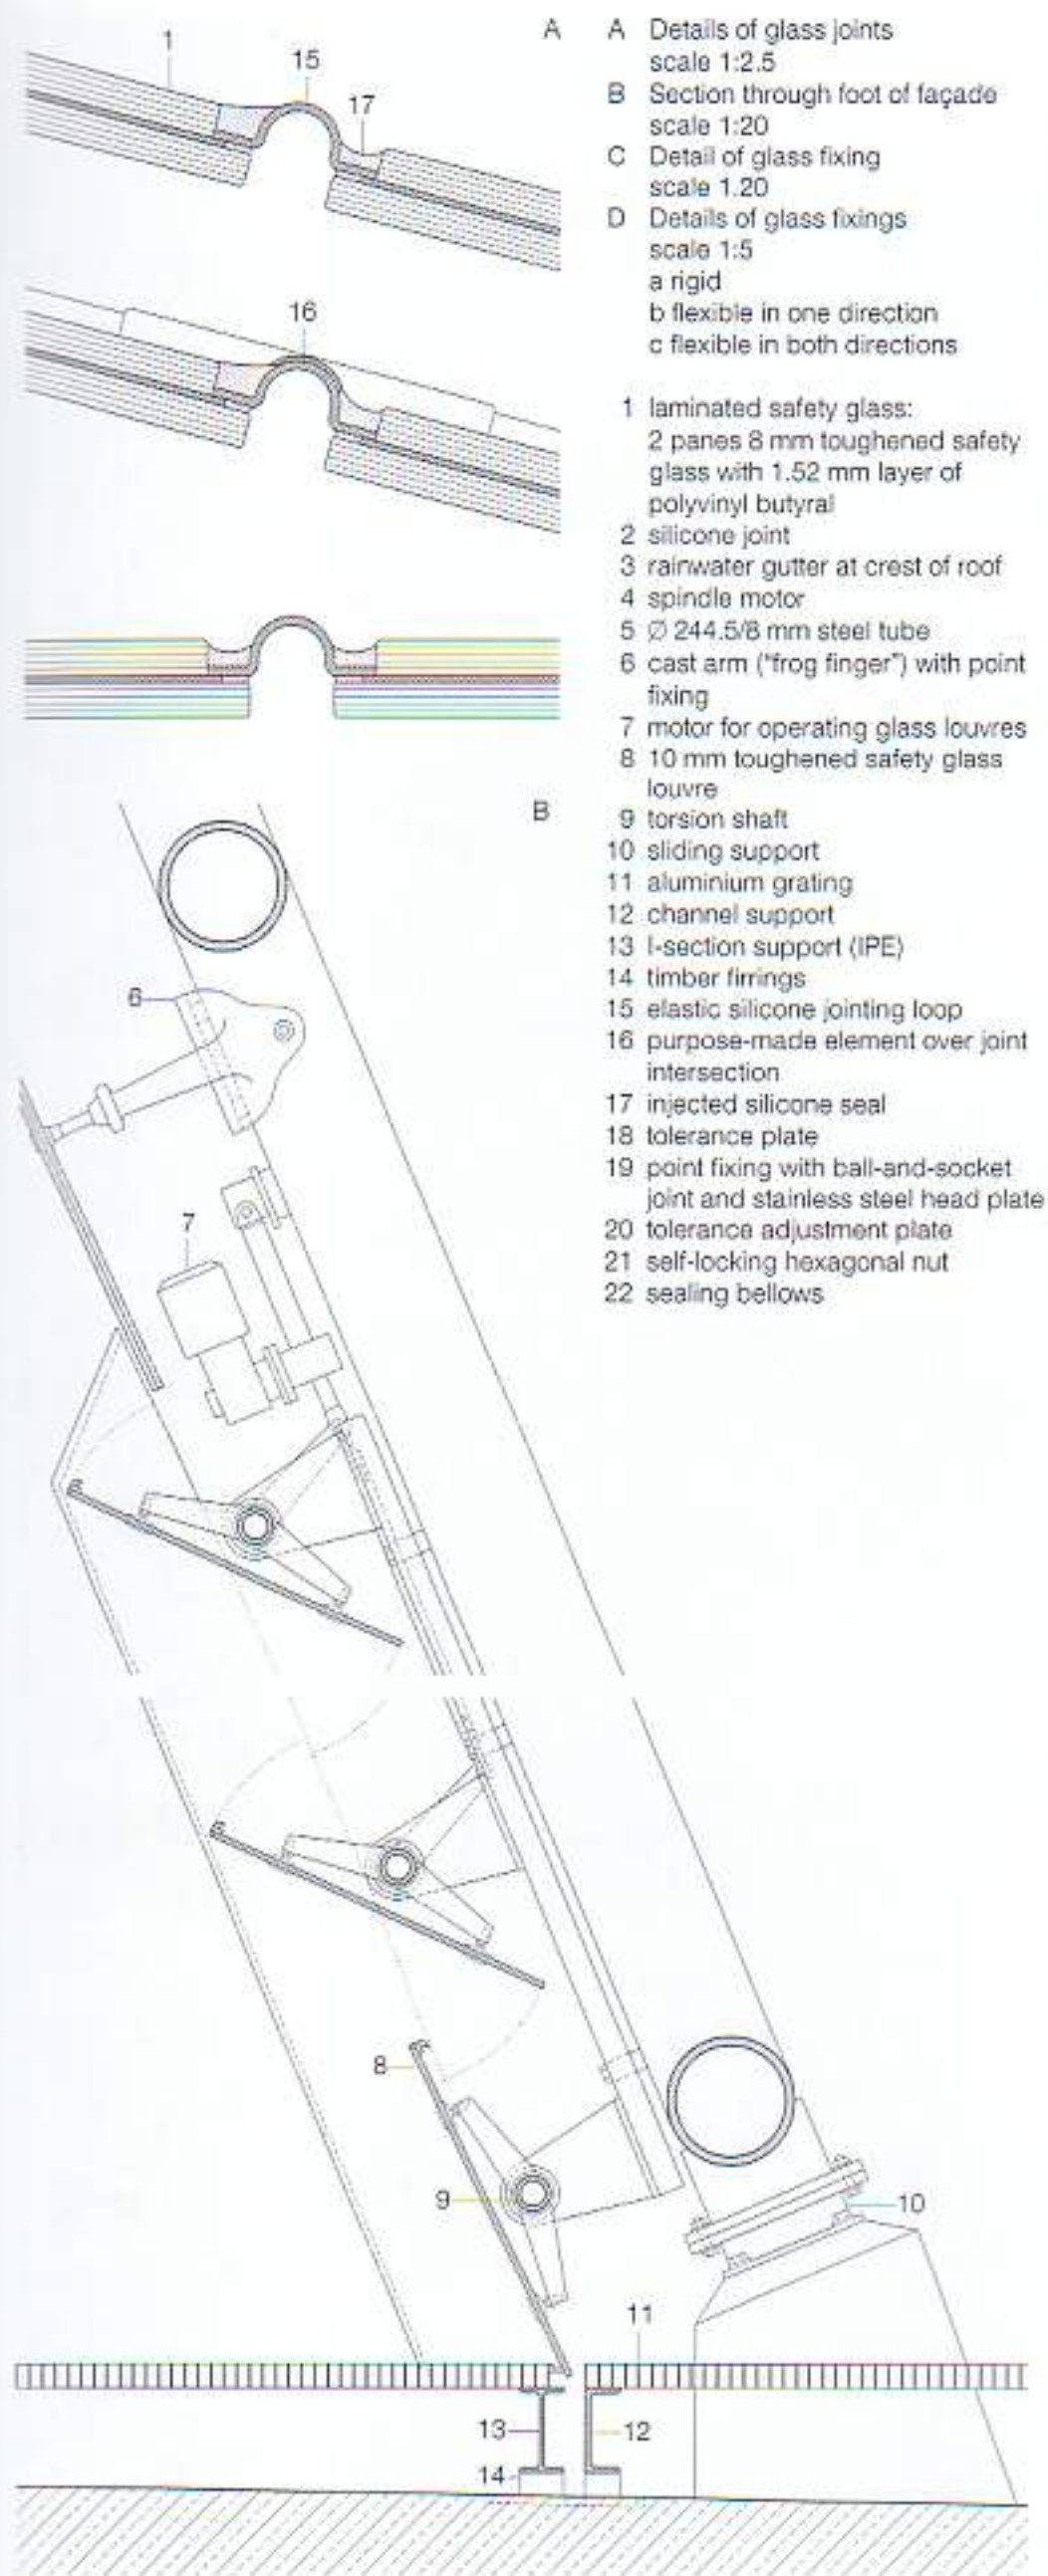 A
1
15
17
16
B
6
7
8
9
10
11
13
12
14
A Details of glass joints
scale 1:2.5
B Section through foot of façade
scale 1:20
C Detail of glass fixing
scale 1.20
D Details of glass fixings
scale 1:5
a rigid
b flexible in one direction
c flexible in both directions
1 laminated safety glass:
2 panes 8 mm toughened safety
glass with 1.52 mm layer of
polyvinyl butyral
2 silicone joint
3 rainwater gutter at crest of roof
4 spindle motor
5 ∅ 244.5/8 mm steel tube
6 cast arm ("frog finger") with point
fixing
7 motor for operating glass louvres
8 10 mm toughened safety glass
louvre
9 torsion shaft
10 sliding support
11 aluminium grating
12 channel support
13 I-section support (IPE)
14 timber firrings
15 elastic silicone jointing loop
16 purpose-made element over joint
intersection
17 injected silicone seal
18 tolerance plate
19 point fixing with ball-and-socket
joint and stainless steel head plate
20 tolerance adjustment plate
21 self-locking hexagonal nut
22 sealing bellows